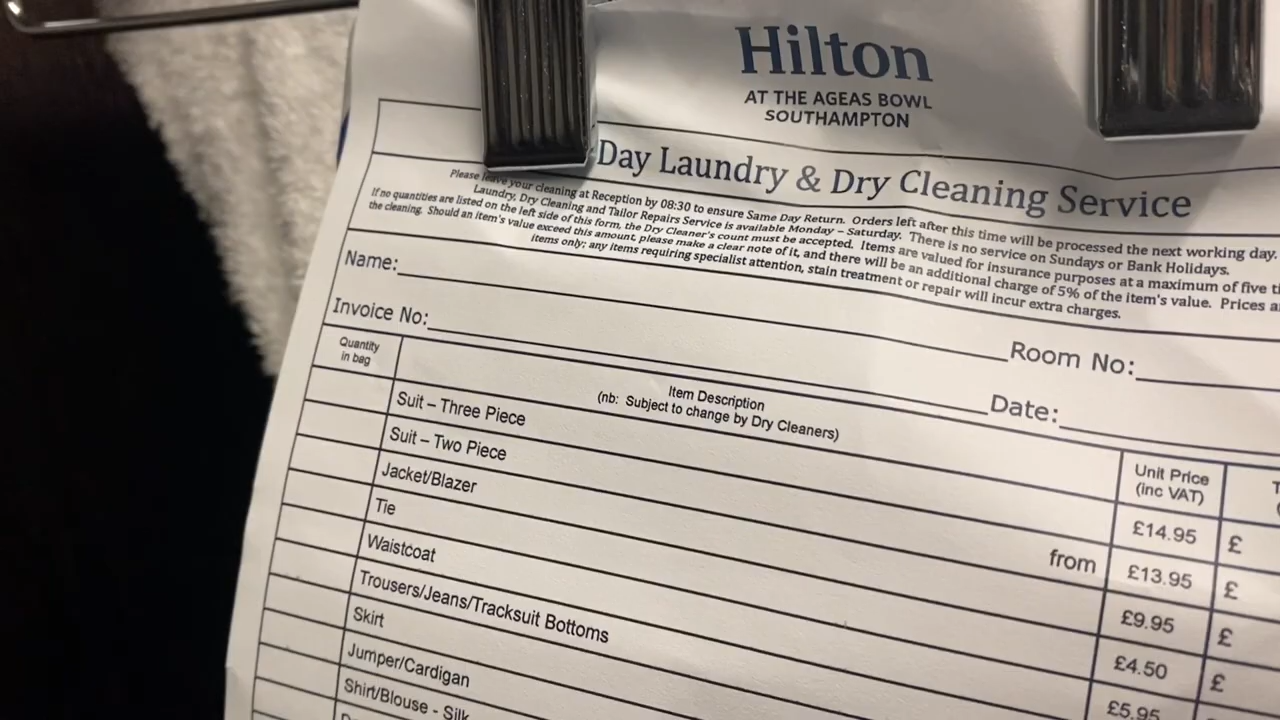 Hilton
AT THE AGEAS BOWL
SOUTHAMPTON
Day Laundry & Dry Cleaning Service
Please leave your cleaning at Reception by 08:30 to ensure Same Day Return. Orders left after this time will be processed the next working day.
Laundry, Dry Cleaning and Tailor Repairs Service is available Monday – Saturday. There is no service on Sundays or Bank Holidays.
If no quantities are listed on the left side of this form, the Dry Cleaner's count must be accepted. Items are valued for insurance purposes at a maximum of five
the cleaning. Should an item's value exceed this amount, please make a clear note of it, and there will be an additional charge of 5% of the item's value. Prices
items only; any items requiring specialist attention, stain treatment or repair will incur extra charges.
Name: Room No:
Invoice No: Date:
Quantity
in bag
Item Description
(nb: Subject to change by Dry Cleaners)
Unit Price
(inc VAT)
Suit – Three Piece £14.95 £
Suit – Two Piece from £13.95 £
Jacket/Blazer £9.95 £
Tie £4.50 £
Waistcoat £5.95
Trousers/Jeans/Tracksuit Bottoms
Skirt
Jumper/Cardigan
Shirt/Blouse - Silk